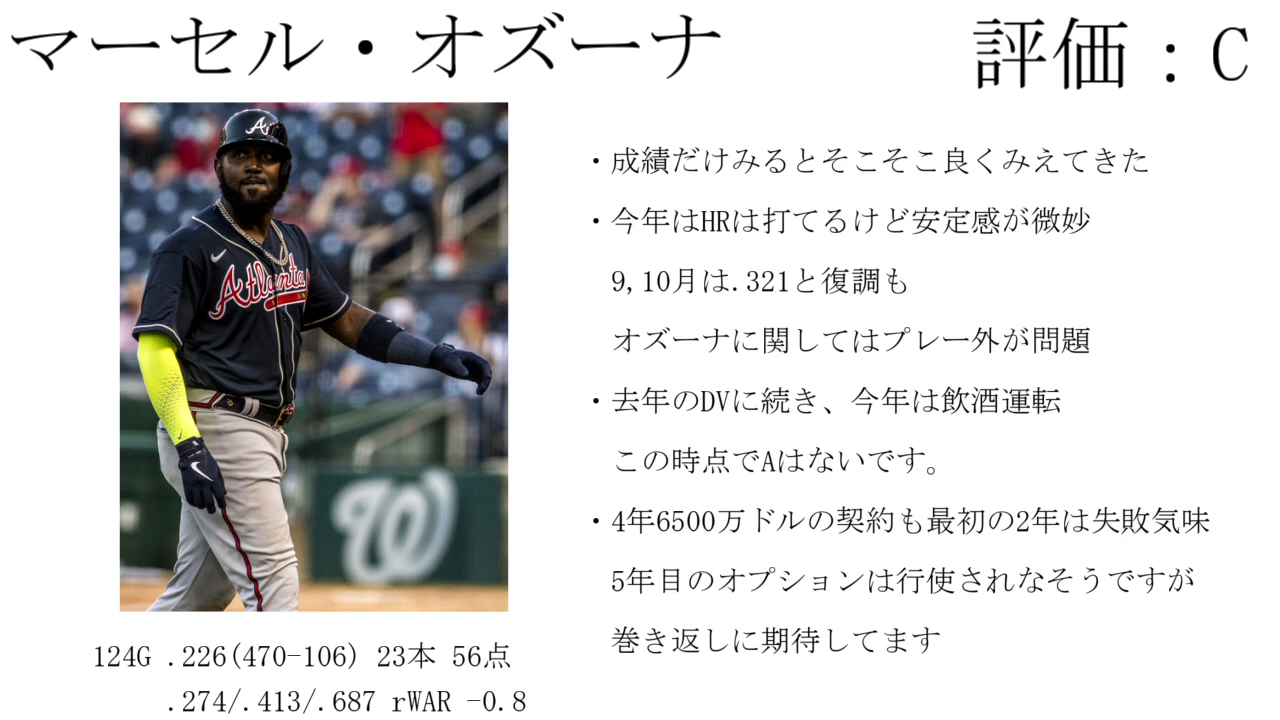 マーセル・オズーナ　評価：C
・成績だけみるとそこそこ良くみえてきた
・今年はHRは打てるけど安定感が微妙
9,10月は.321と復調も
オズーナに関してはプレー外が問題
・去年のDVに続き、今年は飲酒運転
この時点でAはないです。
・4年6500万ドルの契約も最初の2年は失敗気味
5年目のオプションは行使されなそうですが
巻き返しに期待してます
A
Atlanta
W
124G .226(470-106) 23本 56点
.274/.413/.687 rWAR -0.8